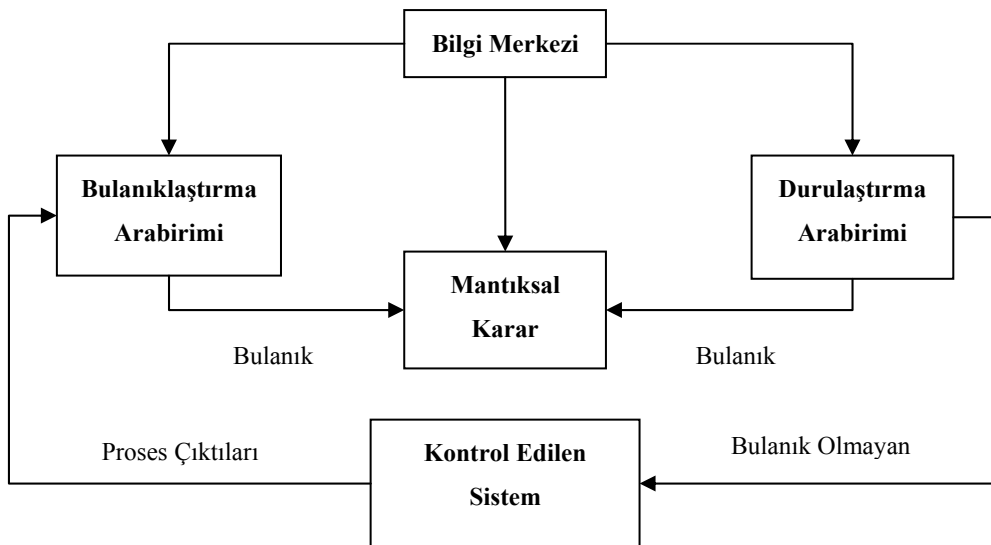 Bilgi Merkezi
Bulanıklaştırma
Arabirimi
Durulaştırma
Arabirimi
Mantıksal
Karar
Bulanık
Bulanık
Proses Çıktıları
Kontrol Edilen
Sistem
Bulanık Olmayan